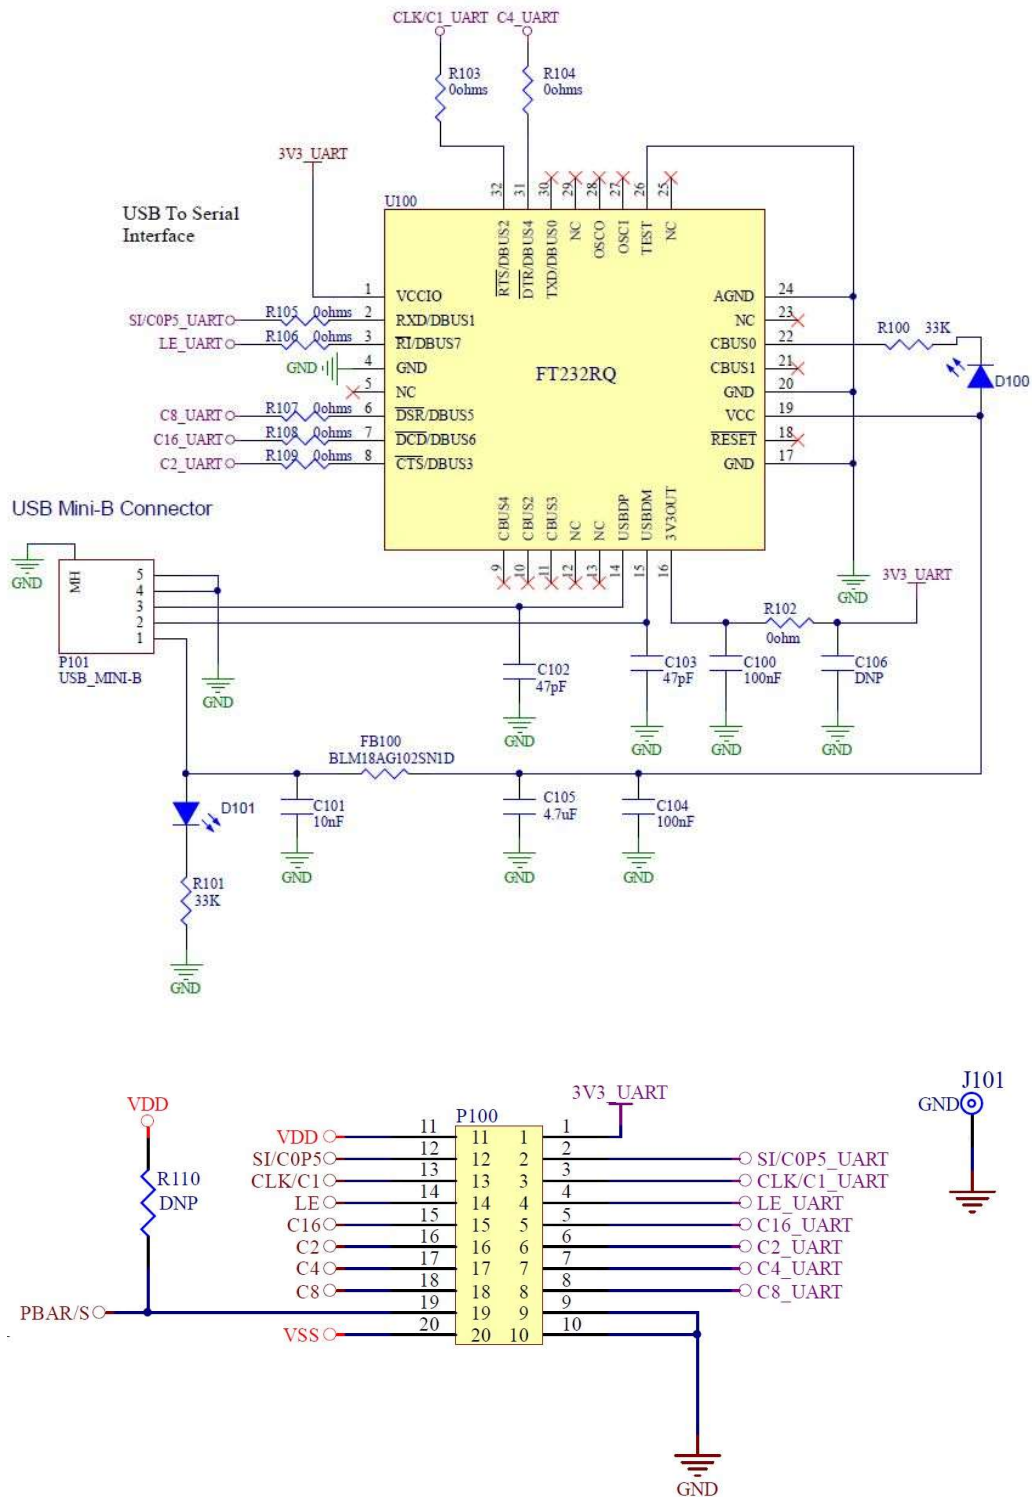 CLK/C1_UART C4_UART
R103
0ohms
R104
0ohms
3V3_UART
USB To Serial
Interface
U100
32
31
30
29
28
27
26
25
RTS/DBUS2
DTR/DBUS4
TXD/DBUS0
NC
OSCO
OSCI
TEST
NC
1 VCCIO
SI/C0P5_UART R105 0ohms 2 RXD/DBUS1
LE_UART R106 0ohms 3 RI/DBUS7
GND 4 GND
5 NC
C8_UART R107 0ohms 6 DSR/DBUS5
C16_UART R108 0ohms 7 DCD/DBUS6
C2_UART R109 0ohms 8 CTS/DBUS3
FT232RQ
AGND 24
NC 23
CBUS0 22 R100 33K
CBUS1 21
GND 20
VCC 19
RESET 18
GND 17
D100
CBUS4
CBUS2
CBUS3
NC
NC
USBDP
USBDM
3V3OUT
9
10
11
12
13
14
15
16
USB Mini-B Connector
GND
MH
5
4
3
2
1
P101
USB_MINI-B
GND
GND
3V3_UART
R102
0ohm
C102
47pF
GND
C103
47pF
GND
C100
100nF
GND
C106
DNP
GND
FB100
BLM18AG102SN1D
D101
C101
10nF
GND
C105
4.7uF
GND
C104
100nF
GND
R101
33K
GND
VDD
R110
DNP
PBAR/S
P100
3V3_UART
J101
GND
VDD 11 11 1 1
SI/C0P5 12 12 2 2 SI/C0P5_UART
CLK/C1 13 13 3 3 CLK/C1_UART
LE 14 14 4 4 LE_UART
C16 15 15 5 5 C16_UART
C2 16 16 6 6 C2_UART
C4 17 17 7 7 C4_UART
C8 18 18 8 8 C8_UART
19 19 9 9
VSS 20 20 10 10
GND